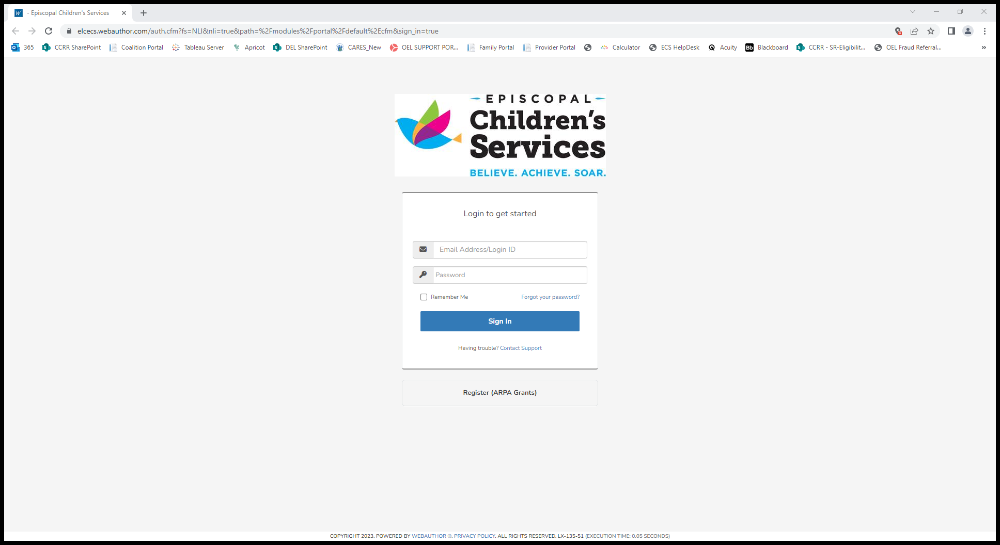 - Episcopal Children's Services
elcecs.webauthor.com/auth.cfm?fs=NLI&nli=true&path=%2Fmodules%2Fportal%2Fdefault%2Ecfm&sign_in=true
365 CCRR SharePoint Coalition Portal Tableau Server Apricot DEL SharePoint CARES_New OEL SUPPORT POR... Family Portal Provider Portal Calculator ECS HelpDesk Acuity Bb Blackboard CCRR - SR-Eligibilit... OEL Fraud Referral... »
EPISCOPAL
Children's
Services
BELIEVE. ACHIEVE. SOAR.
Login to get started
Email Address/Login ID
Password
Remember Me Forgot your password?
Sign In
Having trouble? Contact Support
Register (ARPA Grants)
COPYRIGHT 2023. POWERED BY WEBAUTHOR ®. PRIVACY POLICY. ALL RIGHTS RESERVED. LX-135-51 (EXECUTION TIME: 0.05 SECONDS)